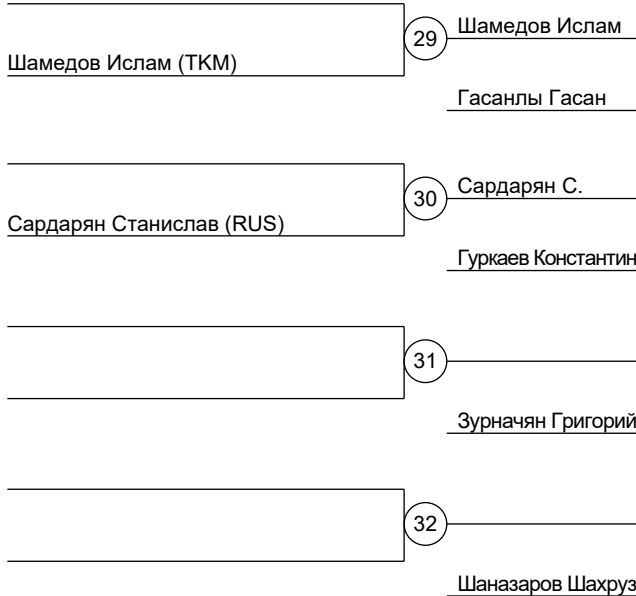 29
Шамедов Ислам
Шамедов Ислам (TKM)
Гасанлы Гасан
30
Сардарян С.
Сардарян Станислав (RUS)
Гуркаев Константин
31
Зурначян Григорий
32
Шаназаров Шахруз